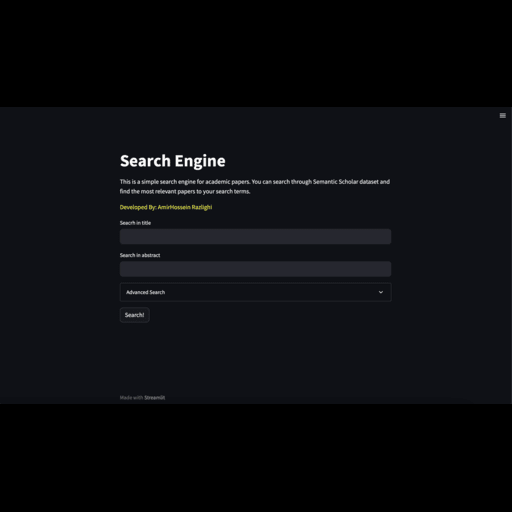 Search Engine
This is a simple search engine for academic papers. You can search through Semantic Scholar dataset and
find the most relevant papers to your search terms.
Developed By: AmirHossein Razlighi
Seacrh in title
Search in abstract
Advanced Search
Search!
Made with Streamlit